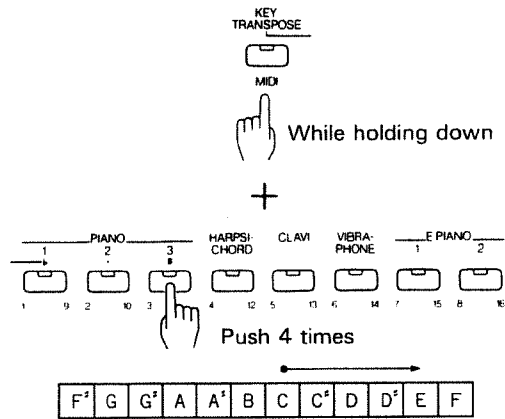 KEY
TRANSPOSE
MIDI
While holding down
+
PIANO HARPSI-CHORD CLAVI VIBRA-PHONE E PIANO
1 2 3 1 2
1 9 2 10 3 4 12 5 13 6 14 7 15 8 16
Push 4 times
F♯ G G♯ A A♯ B C C♯ D D♯ E F